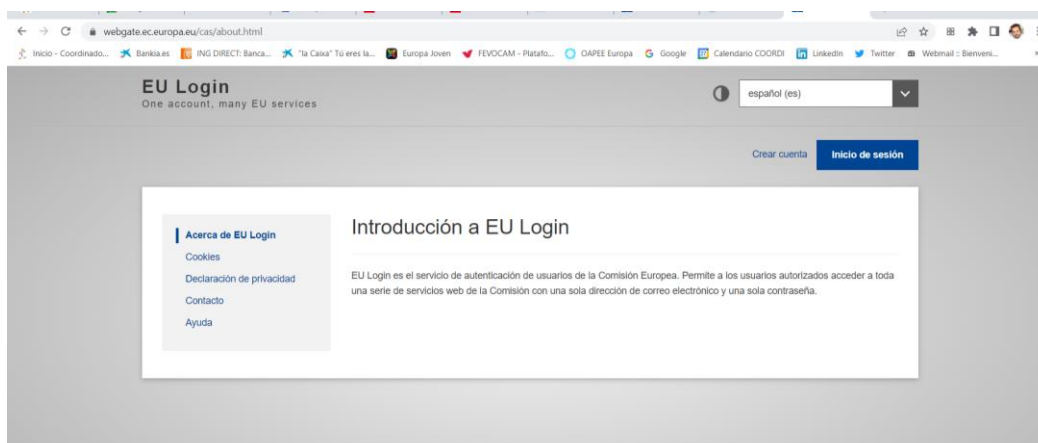 webgate.ec.europa.eu/cas/about.html
Inicio - Coordinado... Bankia.es ING DIRECT: Banca... "la Caixa" Tú eres la... Europa Joven FEVOCAM - Platafo... OAPEE Europa Google Calendario COORDI Linkedin Twitter Webmail :: Bienveni...
EU Login
One account, many EU services
español (es)
Crear cuenta Inicio de sesión
Acerca de EU Login
Cookies
Declaración de privacidad
Contacto
Ayuda
Introducción a EU Login
EU Login es el servicio de autenticación de usuarios de la Comisión Europea. Permite a los usuarios autorizados acceder a toda
una serie de servicios web de la Comisión con una sola dirección de correo electrónico y una sola contraseña.